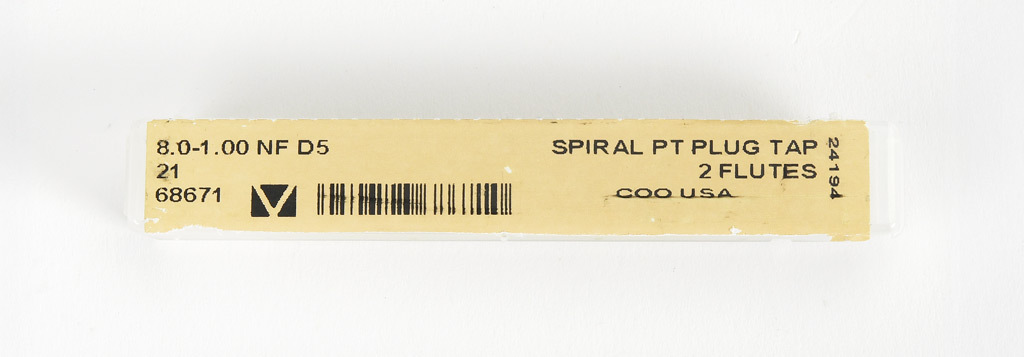 8.0-1.00 NF D5
21
68671
SPIRAL PT PLUG TAP
2 FLUTES
COO USA
24194